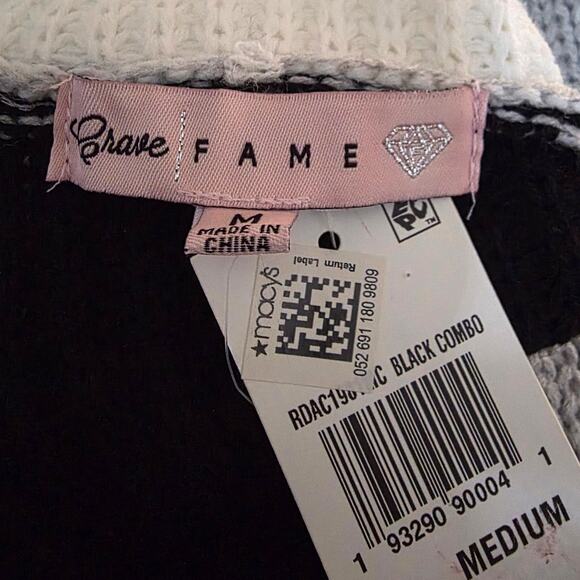 Crave FAME
M
MADE IN
CHINA
EPC™
★macy's
Return Label
052 691 180 9809
BLACK COMBO
1 93290 90004 1
MEDIUM